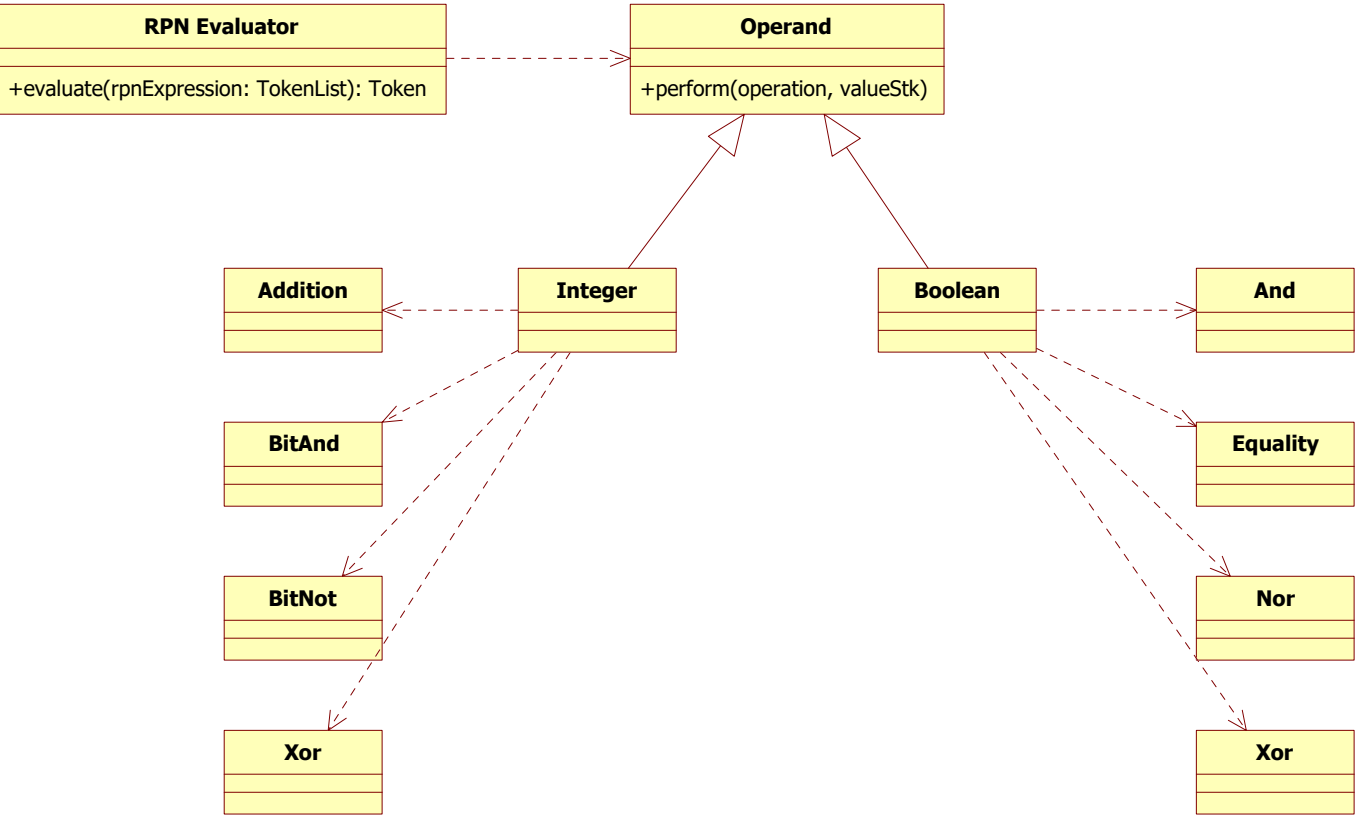 RPN Evaluator
+evaluate(rpnExpression: TokenList): Token
Operand
+perform(operation, valueStk)
Addition
Integer
Boolean
And
BitAnd
Equality
BitNot
Nor
Xor
Xor